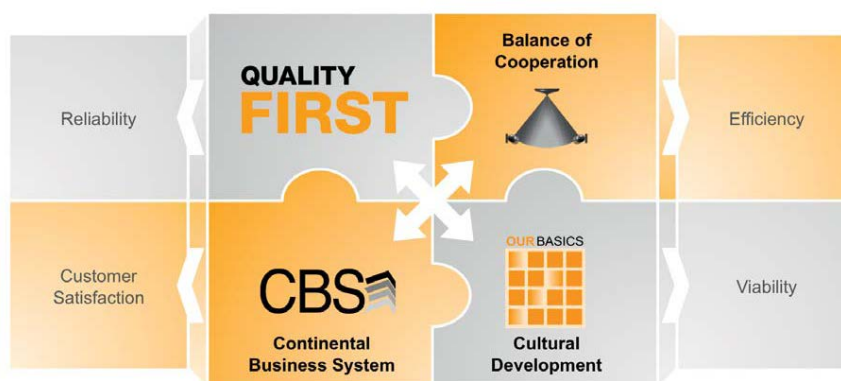 Reliability
QUALITY
FIRST
Balance of
Cooperation
Efficiency
Customer
Satisfaction
CBS
Continental
Business System
OUR BASICS
Cultural
Development
Viability